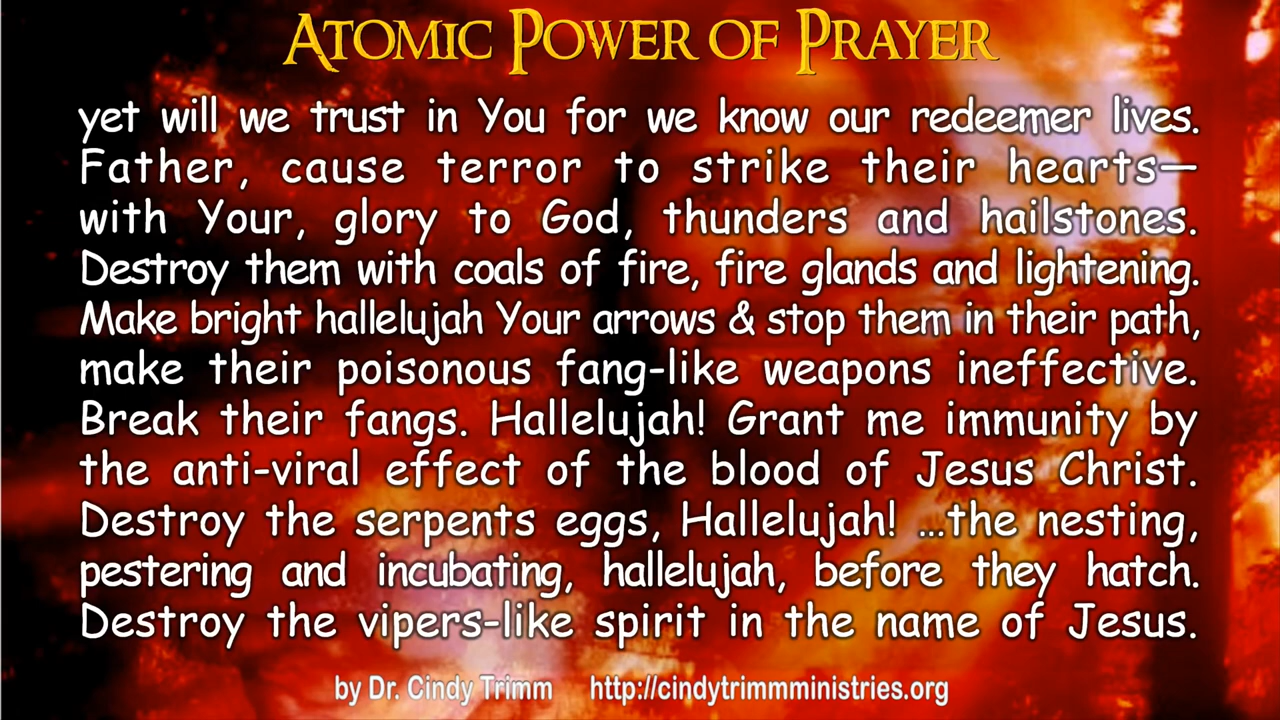 Atomic Power of Prayer
yet will we trust in You for we know our redeemer lives.
Father, cause terror to strike their hearts—
with Your, glory to God, thunders and hailstones.
Destroy them with coals of fire, fire glands and lightening.
Make bright hallelujah Your arrows & stop them in their path,
make their poisonous fang-like weapons ineffective.
Break their fangs. Hallelujah! Grant me immunity by
the anti-viral effect of the blood of Jesus Christ.
Destroy the serpents eggs, Hallelujah! ...the nesting,
pestering and incubating, hallelujah, before they hatch.
Destroy the vipers-like spirit in the name of Jesus.
by Dr. Cindy Trimm http://cindytrimmministries.org